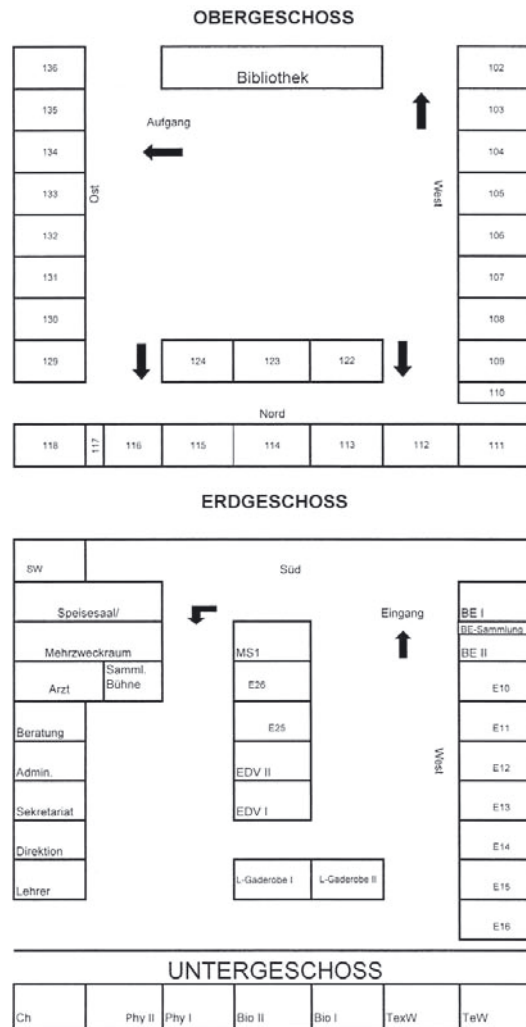 OBERGESCHOSS
136
Bibliothek
102
135
Aufgang
103
134
104
133
Ost
West
105
132
106
131
107
130
108
129
124
123
122
109
110
Nord
118
117
116
115
114
113
112
111
ERDGESCHOSS
SW
Süd
Speisesaal/
Eingang
BE I
BE-Sammlung
Mehrzweckraum
MS1
BE II
Arzt
Samml.
Bühne
E26
E10
Beratung
E25
E11
Admin.
EDV II
West
E12
Sekretariat
EDV I
E13
Direktion
E14
Lehrer
L-Gaderobe I
L-Gaderobe II
E15
E16
UNTERGESCHOSS
Ch
Phy II
Phy I
Bio II
Bio I
TexW
TeW